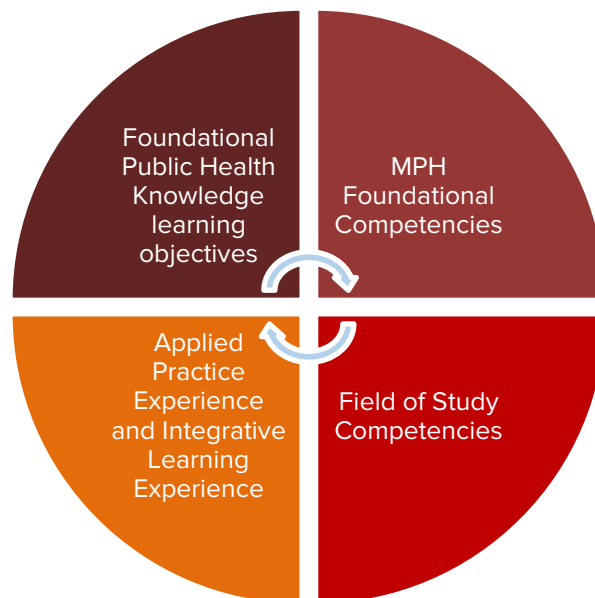 Foundational
Public Health
Knowledge
learning
objectives
MPH
Foundational
Competencies
Applied
Practice
Experience
and Integrative
Learning
Experience
Field of Study
Competencies